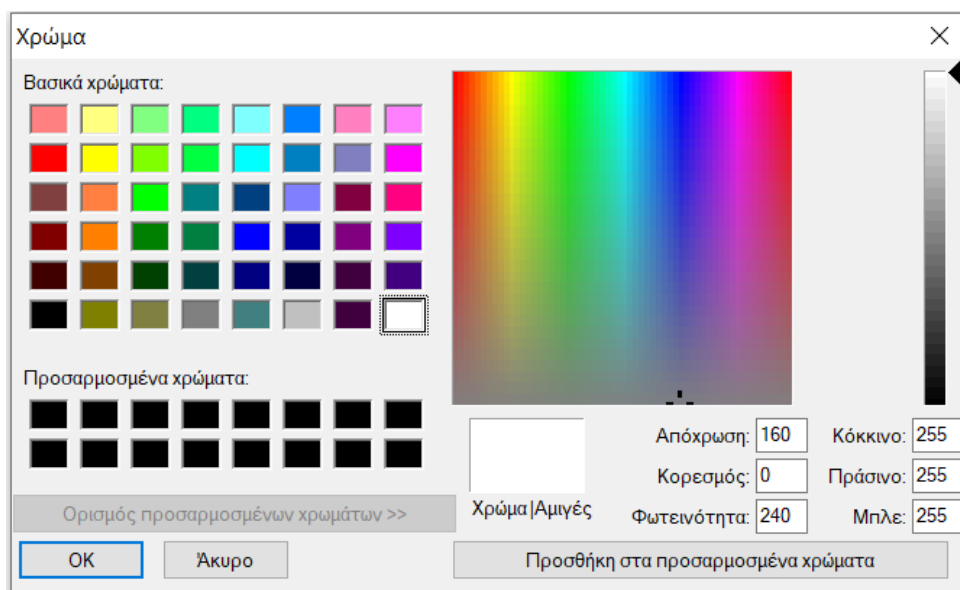 Χρώμα
Βασικά χρώματα:
Προσαρμοσμένα χρώματα:
Ορισμός προσαρμοσμένων χρωμάτων >>
OK
Άκυρο
Χρώμα|Αμιγές
Απόχρωση: 160
Κόκκινο: 255
Κορεσμός: 0
Πράσινο: 255
Φωτεινότητα: 240
Μπλε: 255
Προσθήκη στα προσαρμοσμένα χρώματα